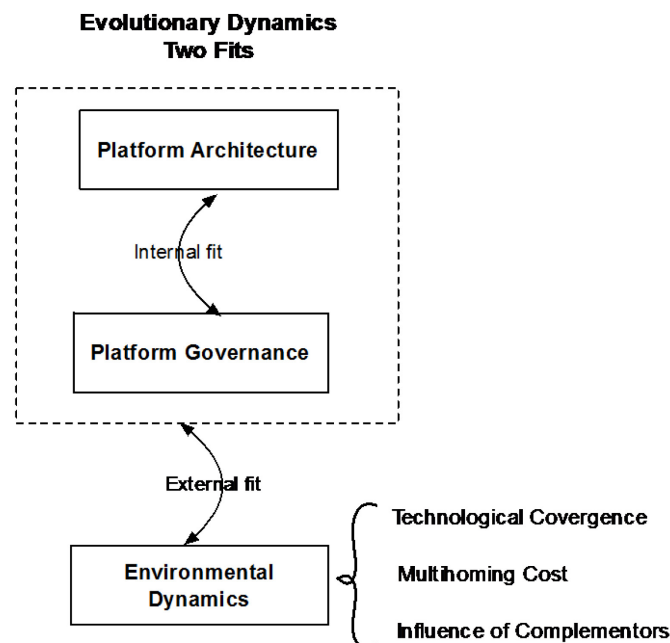 Evolutionary Dynamics
Two Fits
Platform Architecture
Internal fit
Platform Governance
External fit
Environmental
Dynamics
Technological Covergence
Multihoming Cost
Influence of Complementors